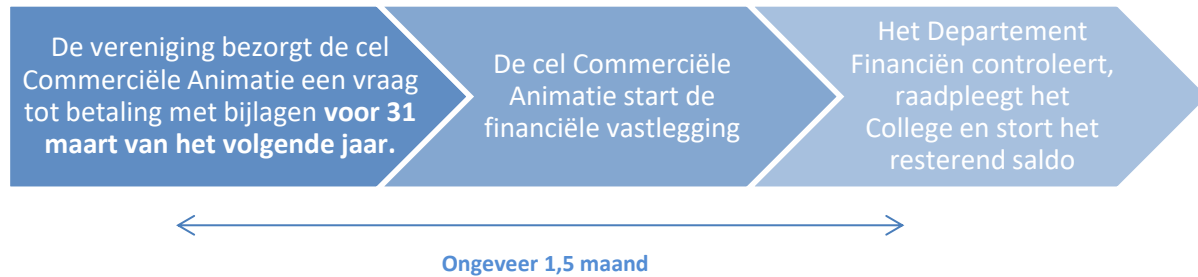 De vereniging bezorgt de cel
Commerciële Animatie een vraag
tot betaling met bijlagen voor 31
maart van het volgende jaar.
De cel Commerciële
Animatie start de
financiële vastlegging
Het Departement
Financiën controleert,
raadpleegt het
College en stort het
resterend saldo
Ongeveer 1,5 maand